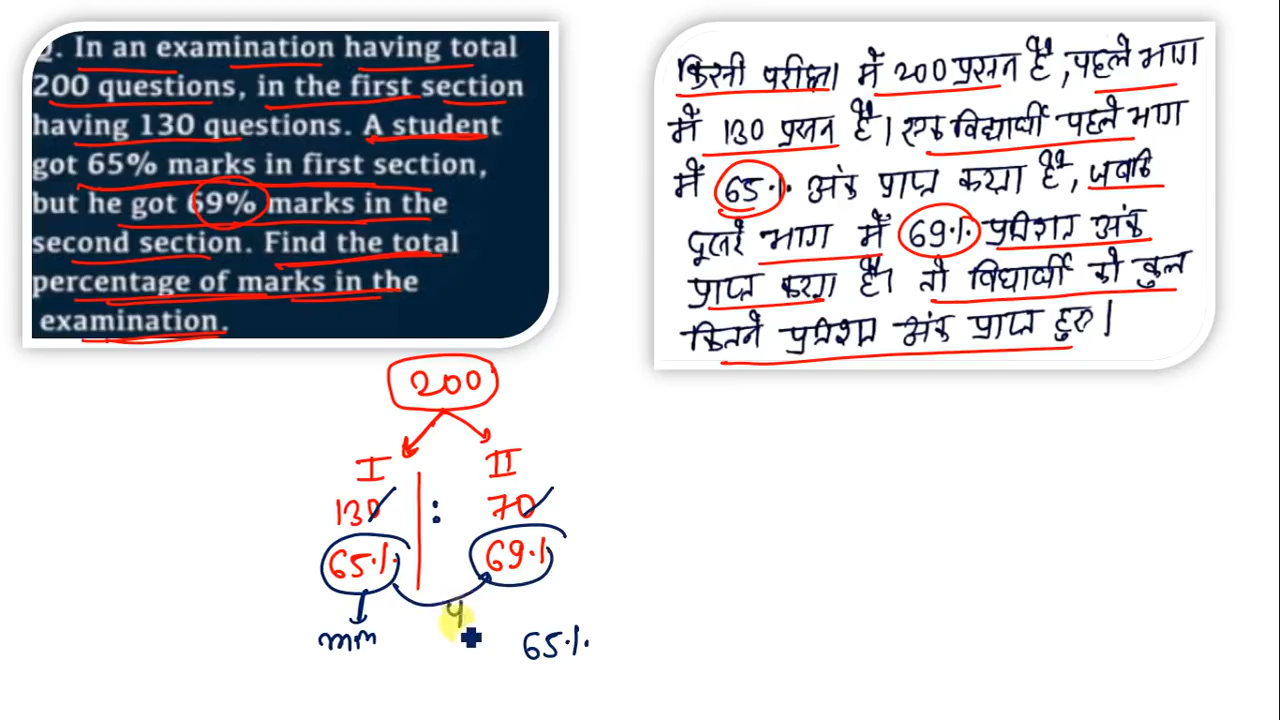 Q. In an examination having total
200 questions, in the first section
having 130 questions. A student
got 65% marks in first section,
but he got 69% marks in the
second section. Find the total
percentage of marks in the
examination.
किसी परीक्षा में 200 प्रश्न हैं, पहले भाग
में 130 प्रश्न हैं। एक विद्यार्थी पहले भाग
में 65% अंक प्राप्त करता है, जबकि
दूसरे भाग में 69% प्रतिशत अंक
प्राप्त करता है। तो विद्यार्थी को कुल
कितने प्रतिशत अंक प्राप्त हुए।
200
I II
130 : 70
65% 69%
4
mm 65%